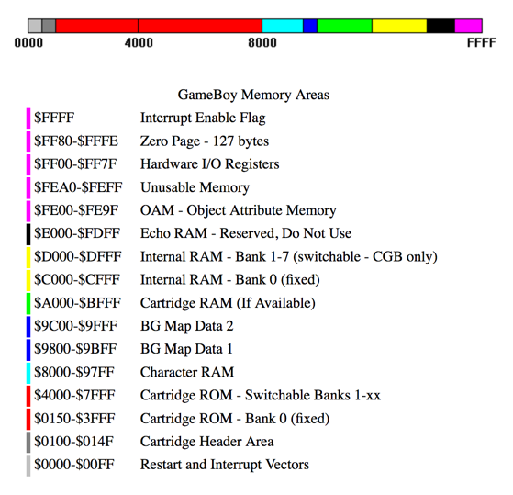 0000 4000 8000 FFFF
GameBoy Memory Areas
$FFFF Interrupt Enable Flag
$FF80-$FFFE Zero Page - 127 bytes
$FF00-$FF7F Hardware I/O Registers
$FEA0-$FEFF Unusable Memory
$FE00-$FE9F OAM - Object Attribute Memory
$E000-$FDFF Echo RAM - Reserved, Do Not Use
$D000-$DFFF Internal RAM - Bank 1-7 (switchable - CGB only)
$C000-$CFFF Internal RAM - Bank 0 (fixed)
$A000-$BFFF Cartridge RAM (If Available)
$9C00-$9FFF BG Map Data 2
$9800-$9BFF BG Map Data 1
$8000-$97FF Character RAM
$4000-$7FFF Cartridge ROM - Switchable Banks 1-xx
$0150-$3FFF Cartridge ROM - Bank 0 (fixed)
$0100-$014F Cartridge Header Area
$0000-$00FF Restart and Interrupt Vectors